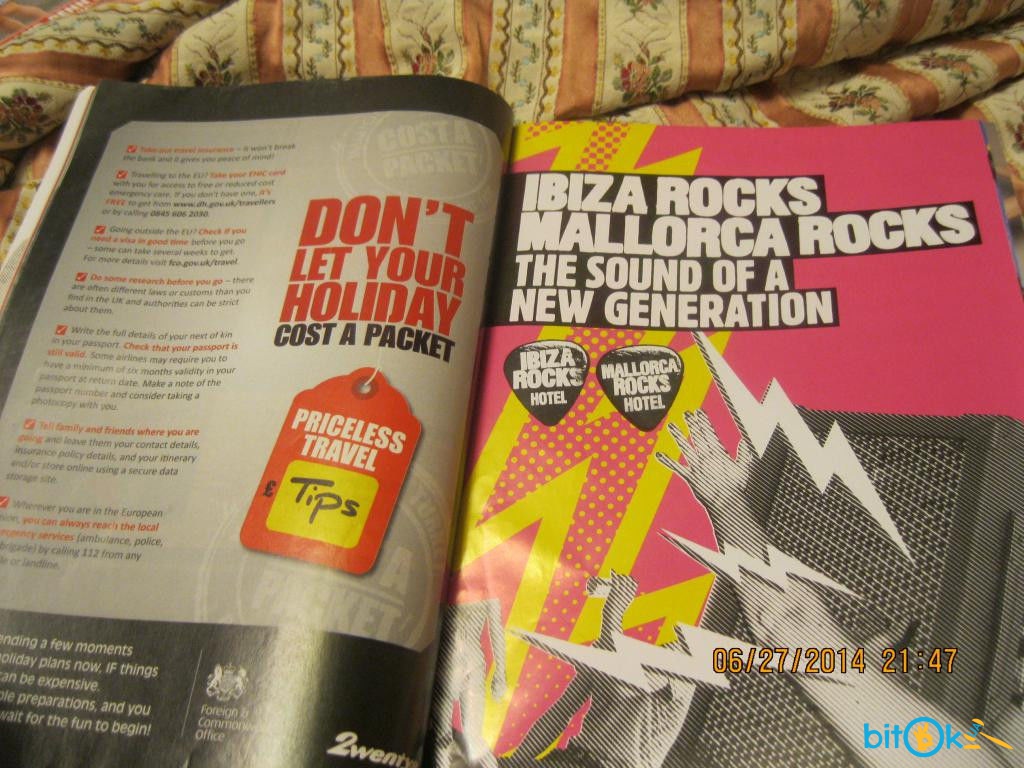 Take out travel insurance – it won't break
the bank and it gives you peace of mind!
Travelling to the EU? Take your EHIC card
with you for access to free or reduced cost
emergency care. If you don't have one, it's
FREE to get from www.dh.gov.uk/travellers
or by calling 0845 606 2030.
Going outside the EU? Check if you
need a visa in good time before you go
– some can take several weeks to get.
For more details visit fco.gov.uk/travel.
Do some research before you go – there
are often different laws or customs than you
find in the UK and authorities can be strict
about them.
Write the full details of your next of kin
in your passport. Check that your passport is
still valid. Some airlines may require you to
have a minimum of six months validity in your
passport at return date. Make a note of the
passport number and consider taking a
photocopy with you.
Tell family and friends where you are
going and leave them your contact details,
insurance policy details, and your itinerary
and/or store online using a secure data
storage site.
Wherever you are in the European
you can always reach the local
services (ambulance, police,
by calling 112 from any
or landline.
COST A
PACKET
DON'T
LET YOUR
HOLIDAY
COST A PACKET
PRICELESS
TRAVEL
£ Tips
A
PACKET
ending a few moments
holiday plans now. IF things
can be expensive.
preparations, and you
wait for the fun to begin!
Foreign &
Office
2wenty
IBIZA ROCKS
MALLORCA ROCKS
THE SOUND OF A
NEW GENERATION
IBIZA
ROCKS
HOTEL
MALLORCA
ROCKS
HOTEL
06/27/2014 21:47
bitOk